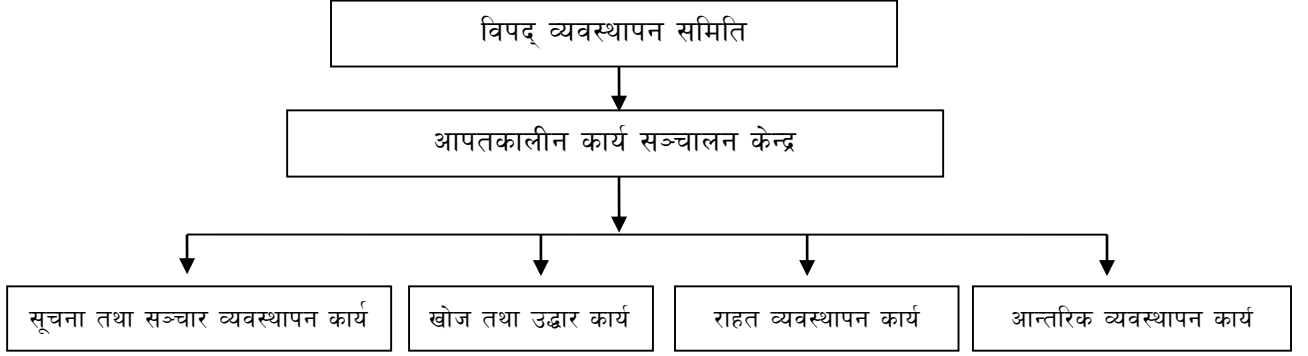 विपद् व्यवस्थापन समिति
आपतकालीन कार्य सञ्चालन केन्द्र
सूचना तथा सञ्चार व्यवस्थापन कार्य
खोज तथा उद्धार कार्य
राहत व्यवस्थापन कार्य
आन्तरिक व्यवस्थापन कार्य